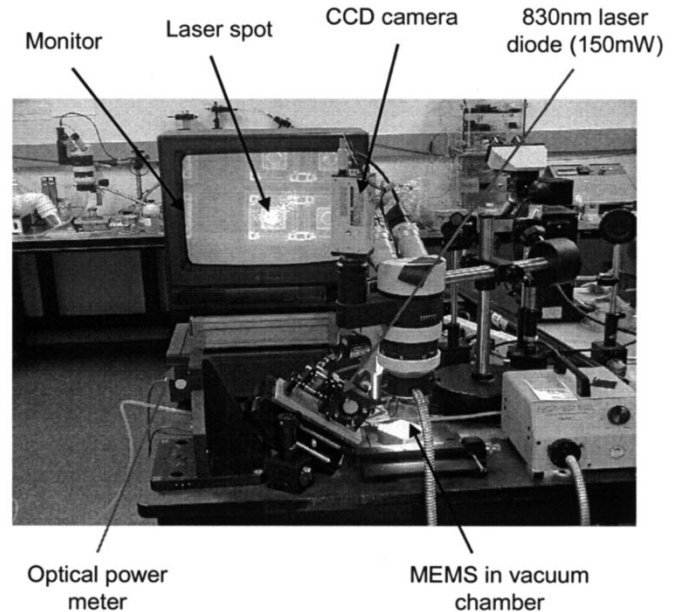 Monitor
Laser spot
CCD camera
830nm laser
diode (150mW)
Optical power
meter
MEMS in vacuum
chamber